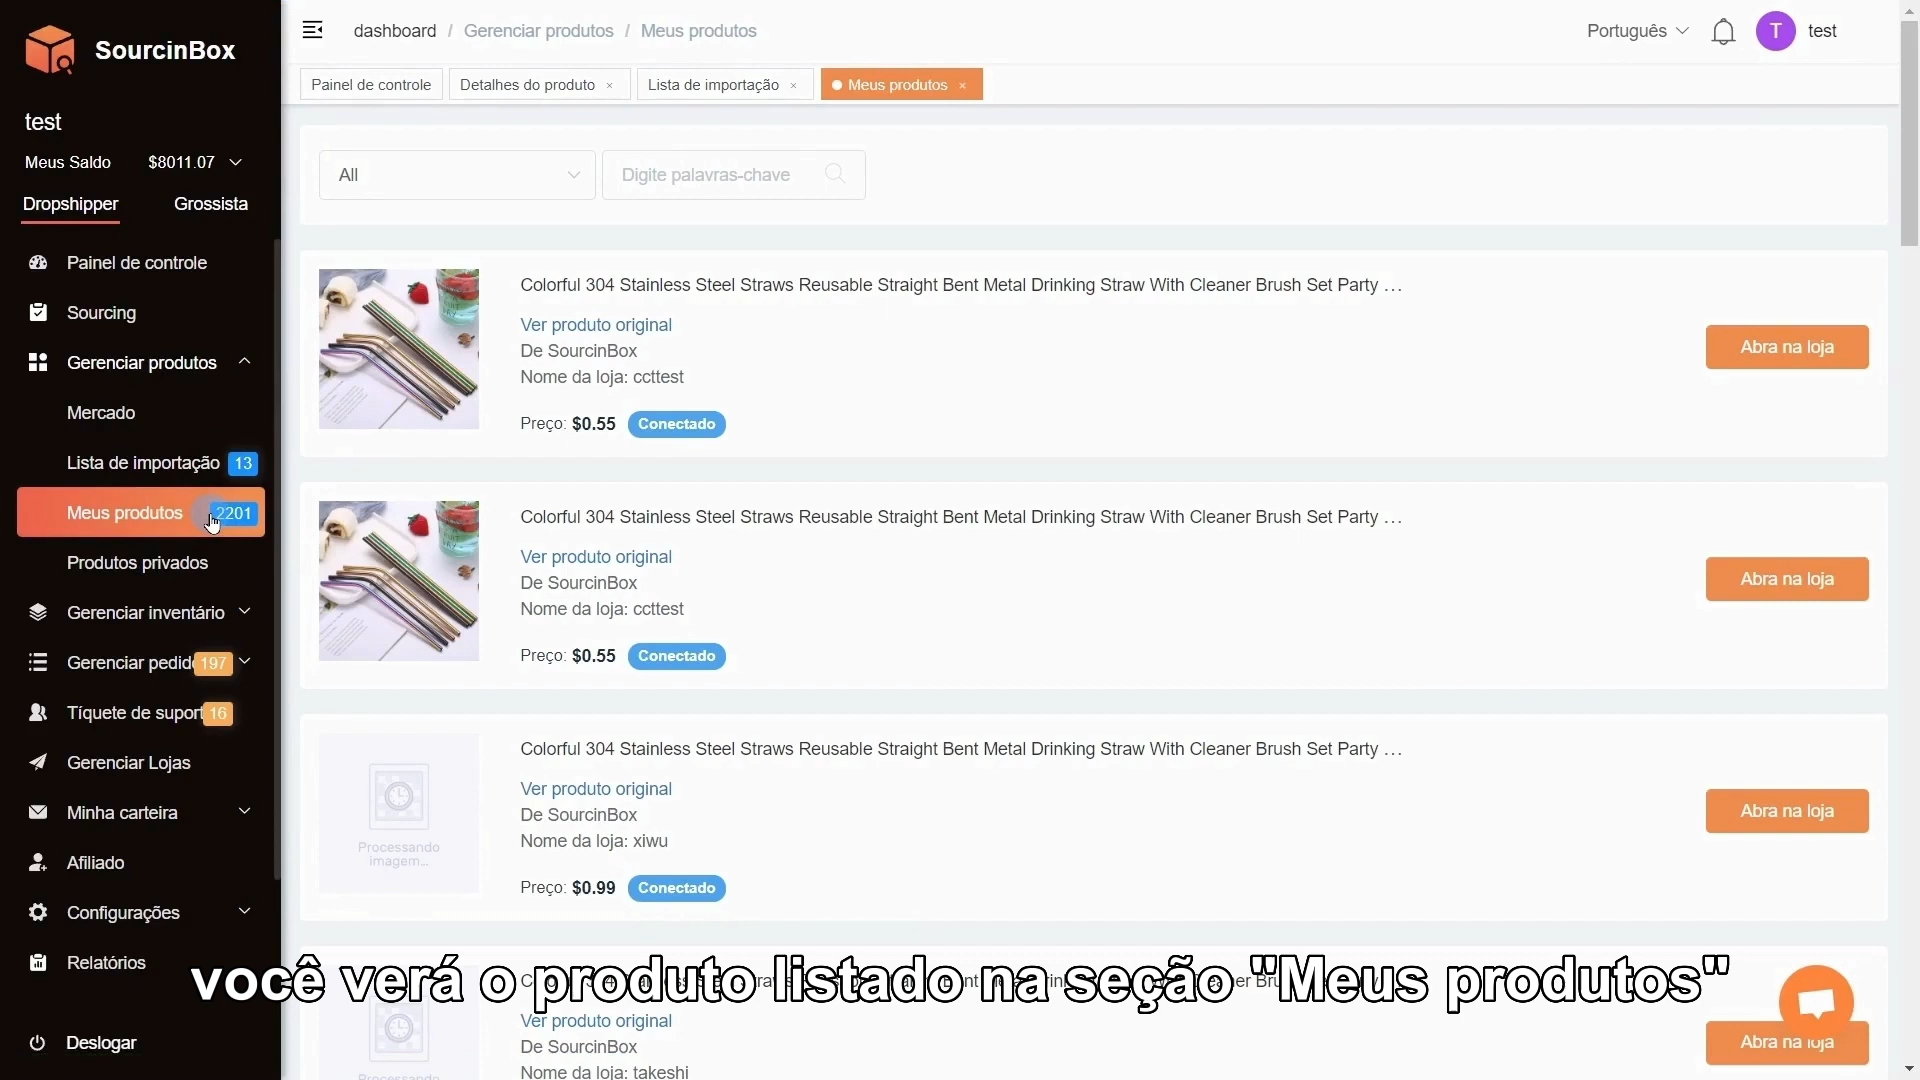 SourcinBox
test
Meus Saldo $8011.07
Dropshipper Grossista
Painel de controle
Sourcing
Gerenciar produtos
Mercado
Lista de importação 13
Meus produtos 2201
Produtos privados
Gerenciar inventário
Gerenciar pedid 197
Tíquete de suport 16
Gerenciar Lojas
Minha carteira
Afiliado
Configurações
Relatórios
Deslogar
dashboard / Gerenciar produtos / Meus produtos
Português
T test
Painel de controle
Detalhes do produto ×
Lista de importação ×
Meus produtos ×
All
Digite palavras-chave
Colorful 304 Stainless Steel Straws Reusable Straight Bent Metal Drinking Straw With Cleaner Brush Set Party ...
Ver produto original
De SourcinBox
Nome da loja: ccttest
Preço: $0.55 Conectado
Abra na loja
Colorful 304 Stainless Steel Straws Reusable Straight Bent Metal Drinking Straw With Cleaner Brush Set Party ...
Ver produto original
De SourcinBox
Nome da loja: ccttest
Preço: $0.55 Conectado
Abra na loja
Processando
imagem...
Colorful 304 Stainless Steel Straws Reusable Straight Bent Metal Drinking Straw With Cleaner Brush Set Party ...
Ver produto original
De SourcinBox
Nome da loja: xiwu
Preço: $0.99 Conectado
Abra na loja
você verá o produto listado na seção "Meus produtos"
Processando
Ver produto original
De SourcinBox
Nome da loja: takeshi
Abra na loja